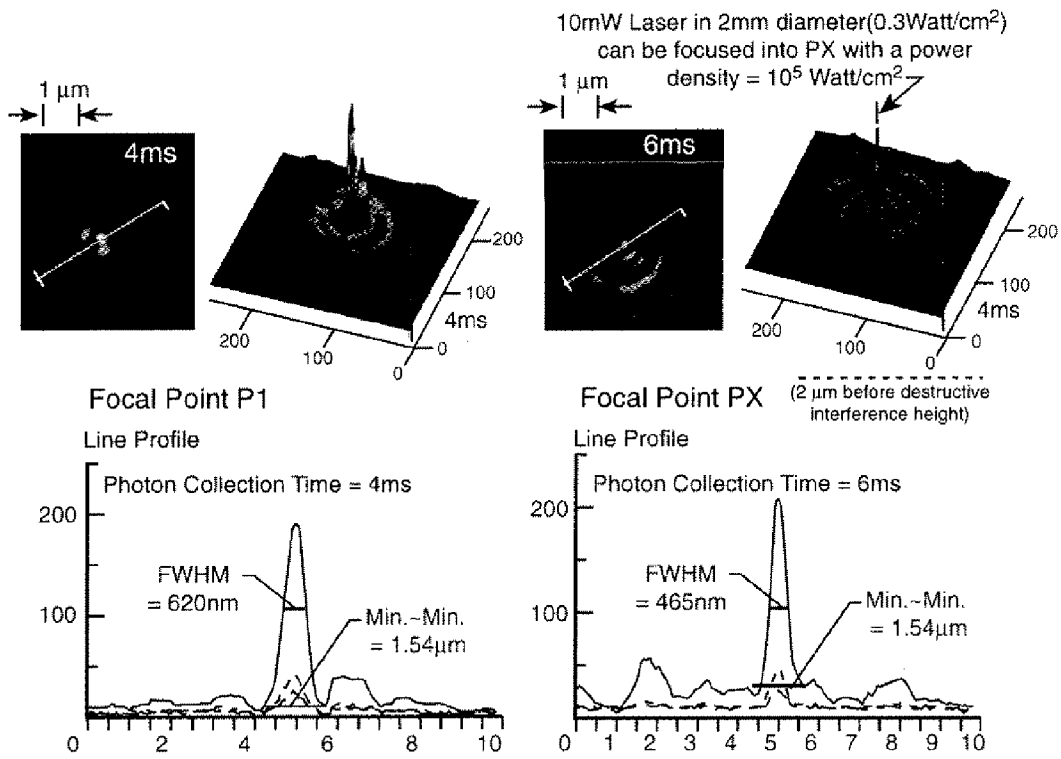 10mW Laser in 2mm diameter(0.3Watt/cm²)
can be focused into PX with a power
density = 10⁵ Watt/cm²
1 µm
4ms
200
100
4ms
0
200
100
0
1 µm
6ms
200
100
4ms
0
200
100
0
Focal Point P1
Focal Point PX
(2 µm before destructive
interference height)
Line Profile
Photon Collection Time = 4ms
200
100
0
FWHM
= 620nm
Min.~Min.
= 1.54µm
0 2 4 6 8 10
Line Profile
Photon Collection Time = 6ms
200
100
0
FWHM
= 465nm
Min.~Min.
= 1.54µm
0 1 2 3 4 5 6 7 8 9 10